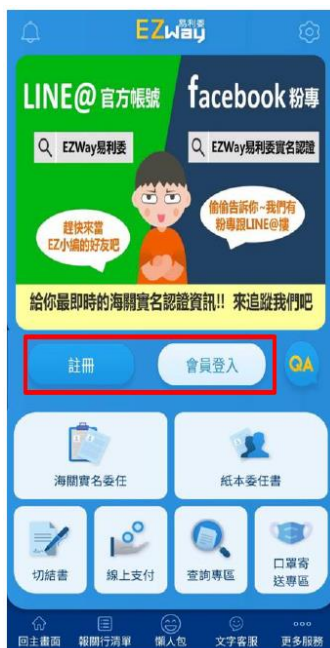 EZway易利委
LINE@官方帳號
facebook粉專
EZWay易利委
EZWay易利委實名認證
趕快來當
EZ小編的好友吧
偷偷告訴你~我們有
粉專跟LINE@摟
給你最即時的海關實名認證資訊!! 來追蹤我們吧
註冊
會員登入
QA
海關實名委任
紙本委任書
切結書
線上支付
查詢專區
口罩寄
送專區
回主畫面
報關行清單
懶人包
文字客服
更多服務